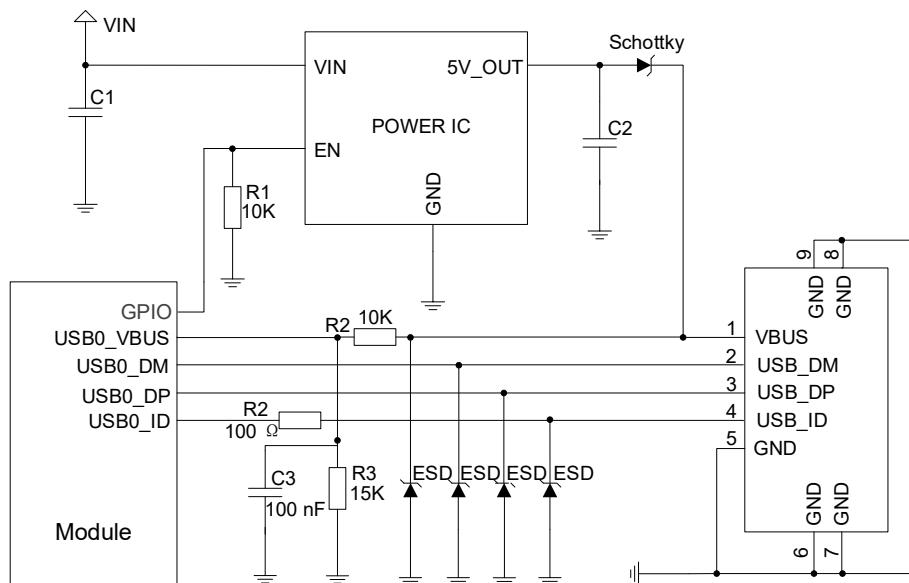 VIN
Schottky
VIN
5V_OUT
C1
C2
POWER IC
EN
R1
10K
GND
9
8
GND
GND
GPIO
10K
USB0_VBUS
R2
1
VBUS
USB0_DM
2
USB_DM
USB0_DP
3
USB_DP
USB0_ID
R2
100 Ω
4
USB_ID
5
GND
C3
100 nF
R3
15K
ESD
ESD
ESD
ESD
Module
GND
GND
6
7